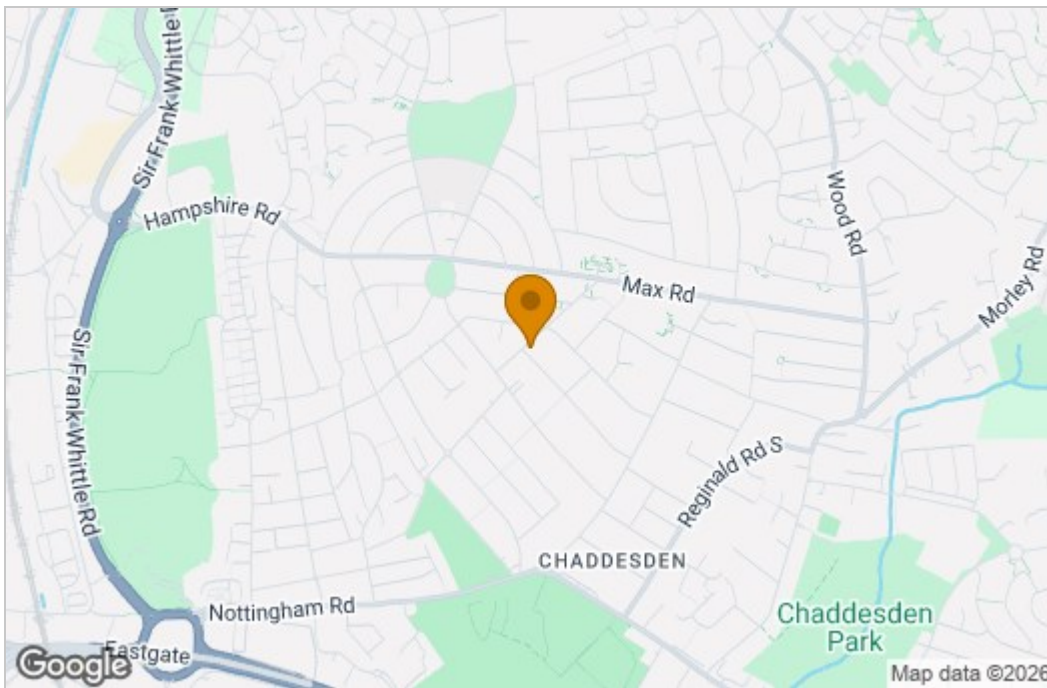 Sir Frank Whittle
Hampshire Rd
Max Rd
Wood Rd
Morley Rd
Sir Frank Whittle Rd
Reginald Rd S
CHADDESDEN
Nottingham Rd
Chaddesden
Park
Eastgate
Google
Map data ©2026